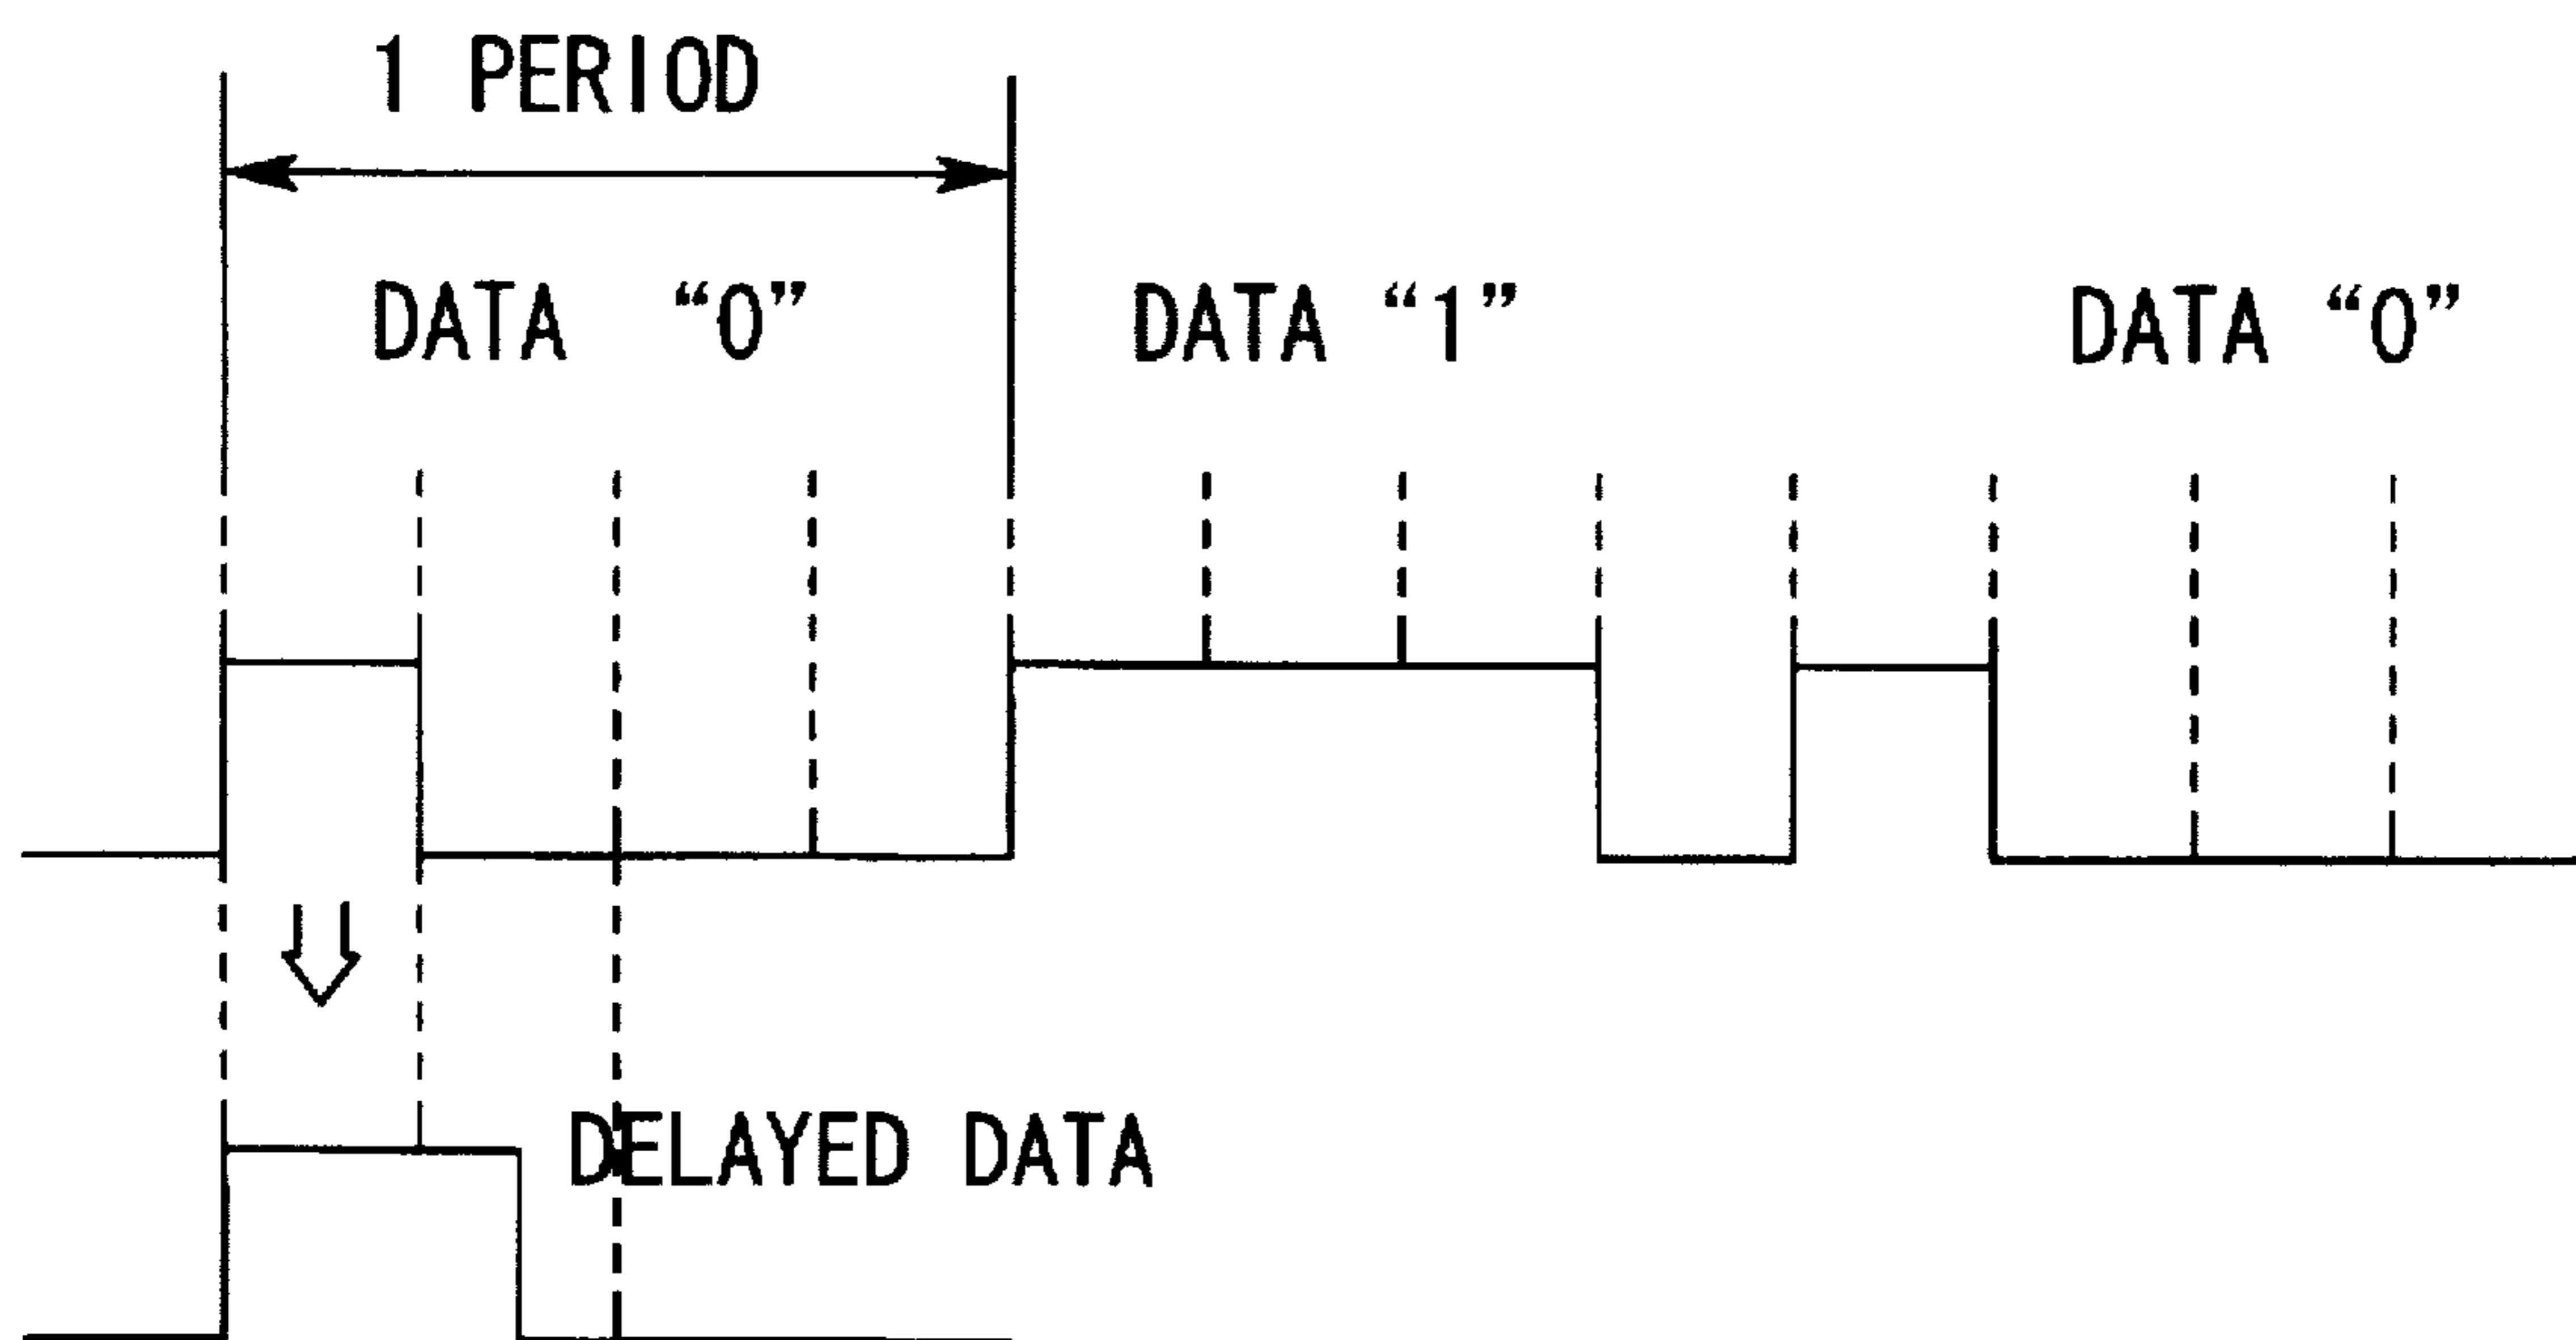 1 PERIOD
DATA “0” DATA “1” DATA “0”
DELAYED DATA